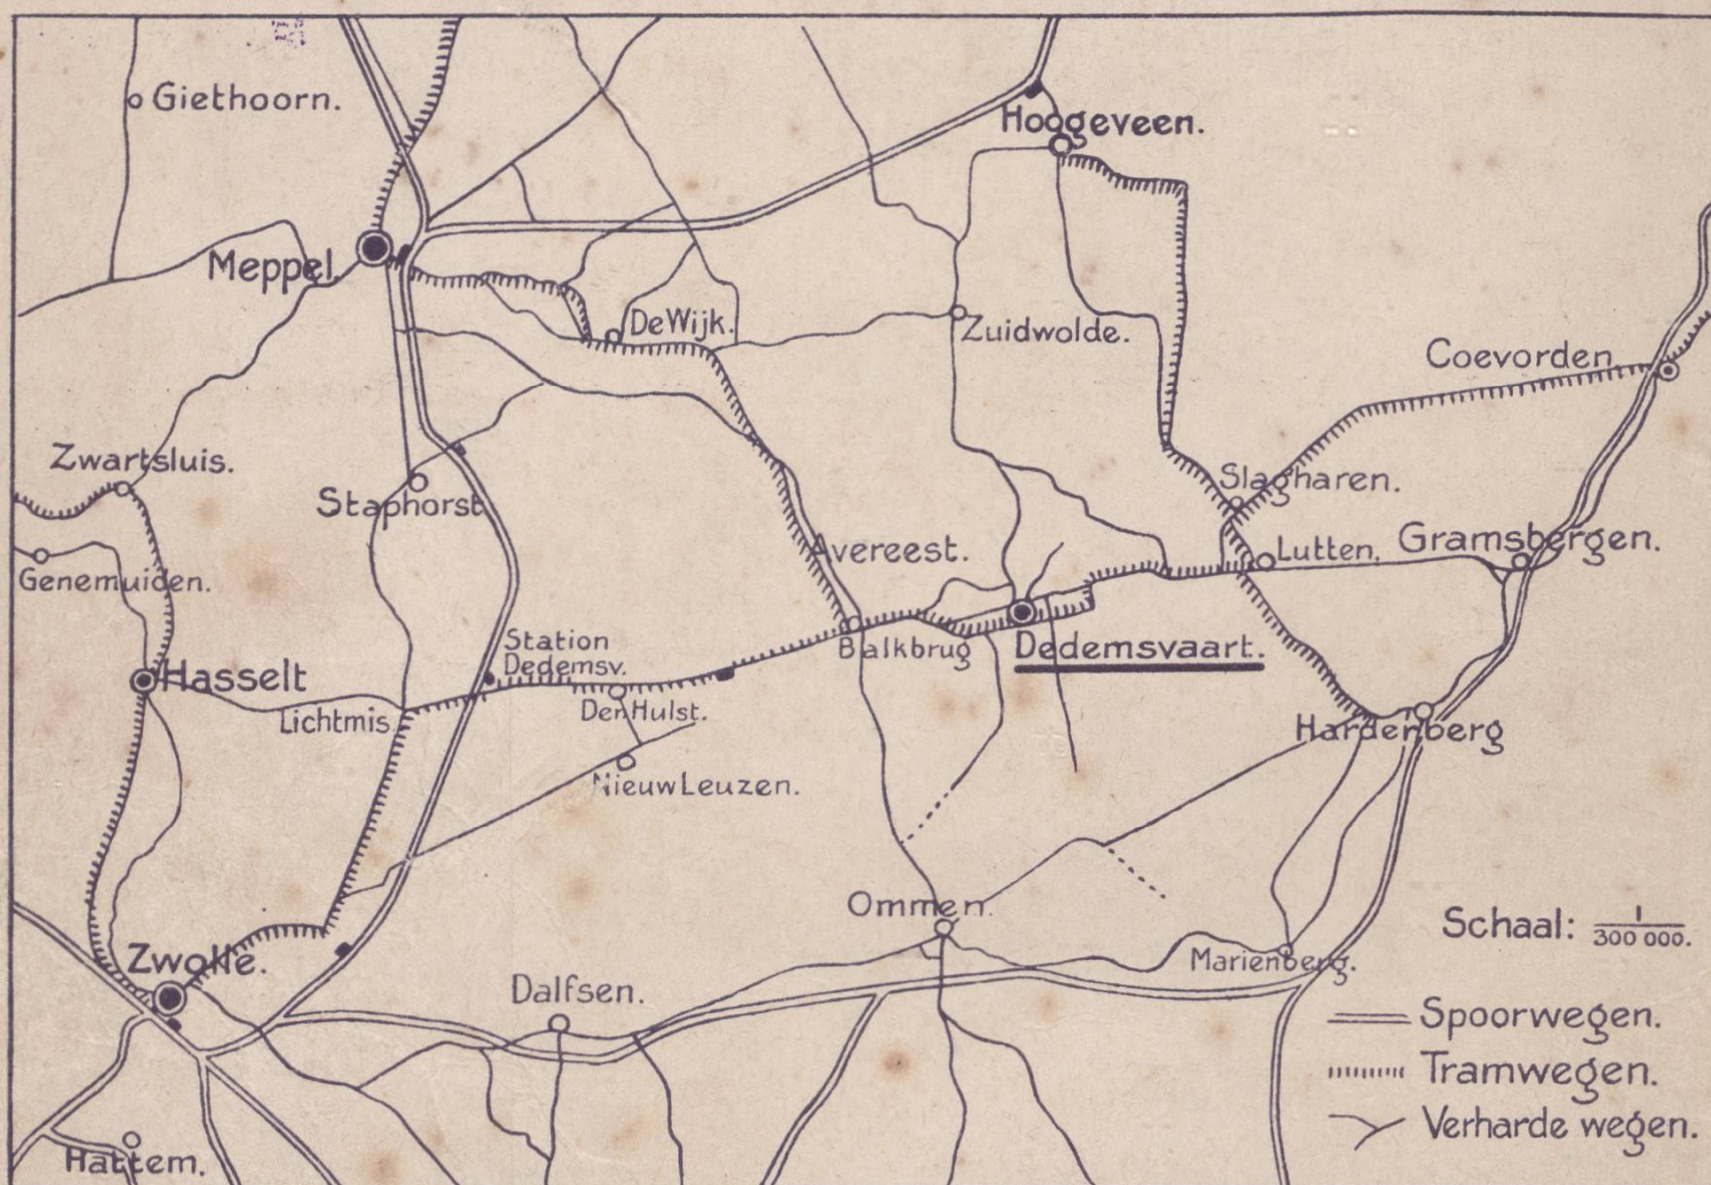 Giethoorn.
Hoogeveen.
Meppel.
De Wijk.
Zuidwolde.
Coevorden.
Zwartsluis.
Staphorst
Slagharen.
Avereest.
Lutten.
Gramsbergen.
Genemuiden.
Station
Dedemsv.
Balkbrug
Dedemsvaart.
Hasselt
Lichtmis.
Den Hulst.
Hardenberg
Nieuw Leuzen.
Ommen.
Schaal: 1/300 000.
Zwolle.
Marienberg.
Dalfsen.
Spoorwegen.
Tramwegen.
Verharde wegen.
Hattem.